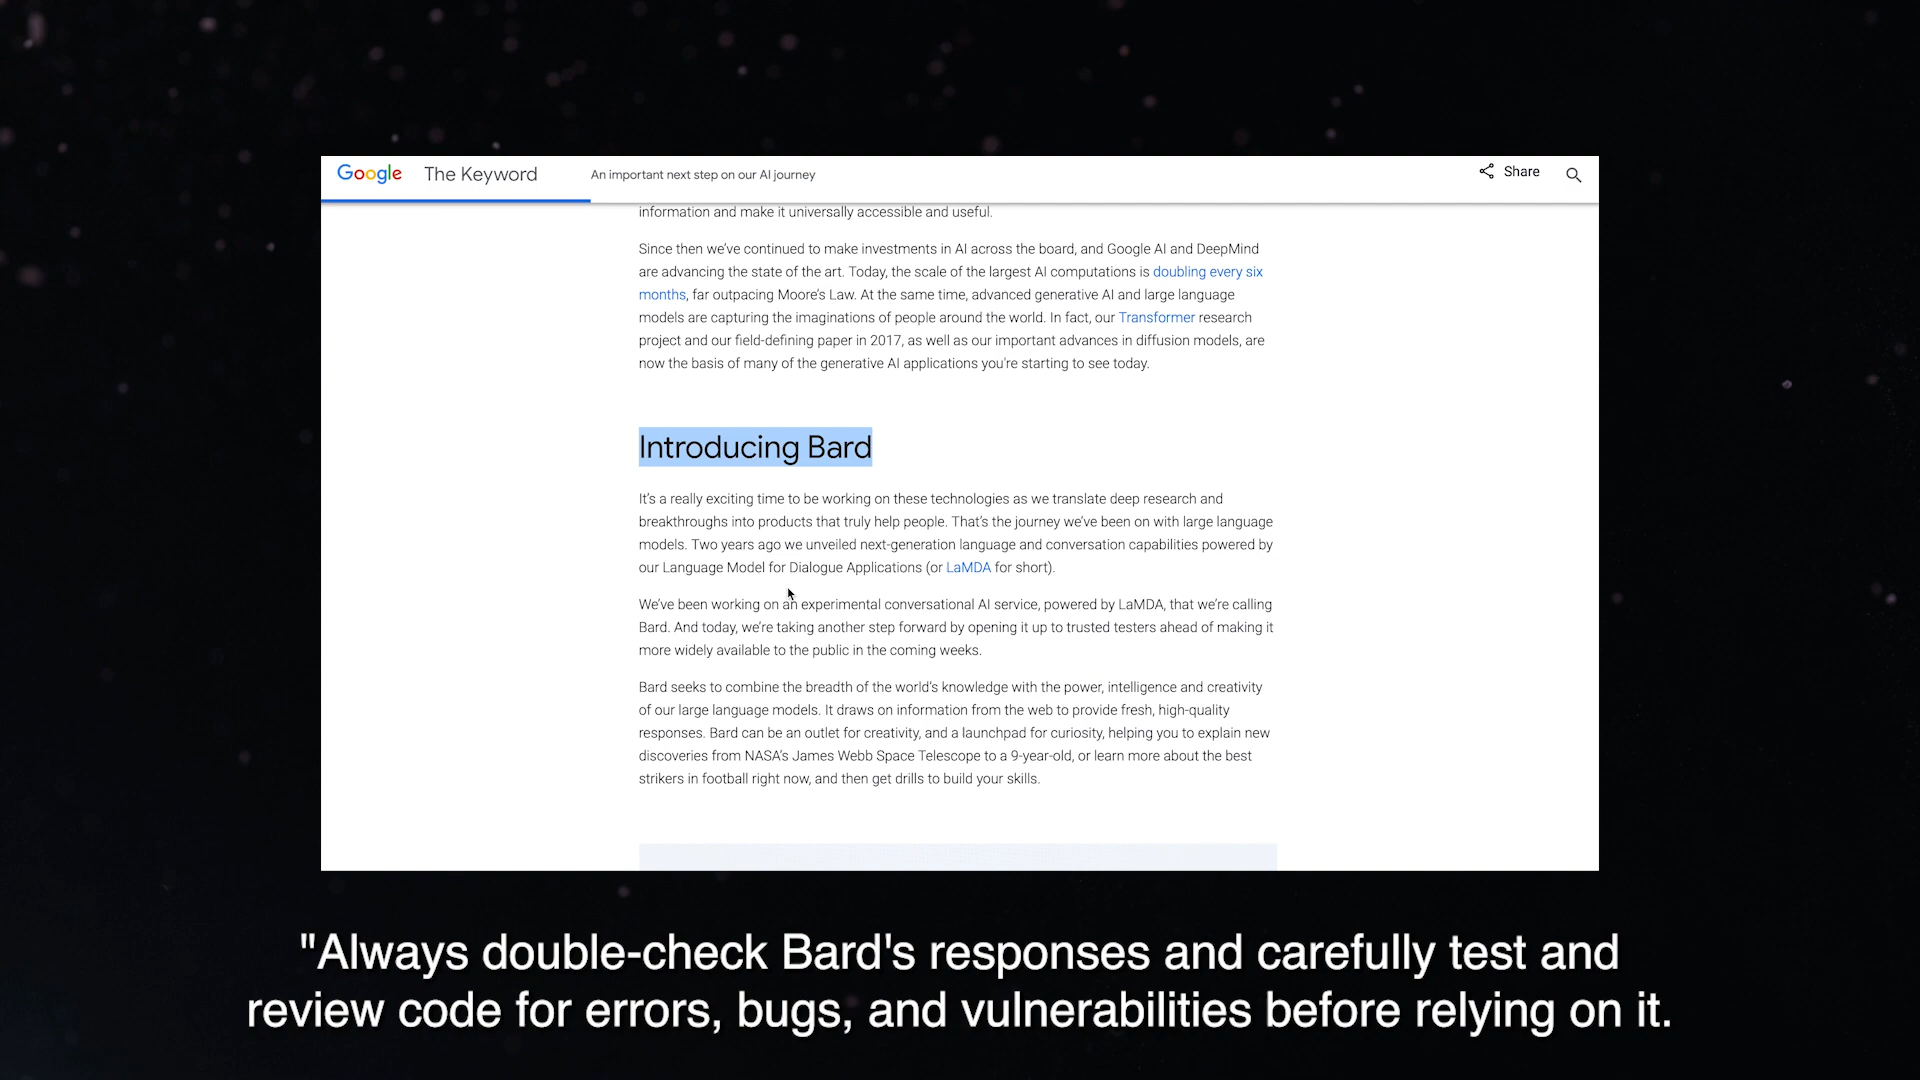 Google The Keyword An important next step on our AI journey Share
information and make it universally accessible and useful.
Since then we've continued to make investments in AI across the board, and Google AI and DeepMind
are advancing the state of the art. Today, the scale of the largest AI computations is doubling every six
months, far outpacing Moore's Law. At the same time, advanced generative AI and large language
models are capturing the imaginations of people around the world. In fact, our Transformer research
project and our field-defining paper in 2017, as well as our important advances in diffusion models, are
now the basis of many of the generative AI applications you're starting to see today.
Introducing Bard
It's a really exciting time to be working on these technologies as we translate deep research and
breakthroughs into products that truly help people. That's the journey we've been on with large language
models. Two years ago we unveiled next-generation language and conversation capabilities powered by
our Language Model for Dialogue Applications (or LaMDA for short).
We've been working on an experimental conversational AI service, powered by LaMDA, that we're calling
Bard. And today, we're taking another step forward by opening it up to trusted testers ahead of making it
more widely available to the public in the coming weeks.
Bard seeks to combine the breadth of the world's knowledge with the power, intelligence and creativity
of our large language models. It draws on information from the web to provide fresh, high-quality
responses. Bard can be an outlet for creativity, and a launchpad for curiosity, helping you to explain new
discoveries from NASA's James Webb Space Telescope to a 9-year-old, or learn more about the best
strikers in football right now, and then get drills to build your skills.
"Always double-check Bard's responses and carefully test and
review code for errors, bugs, and vulnerabilities before relying on it.